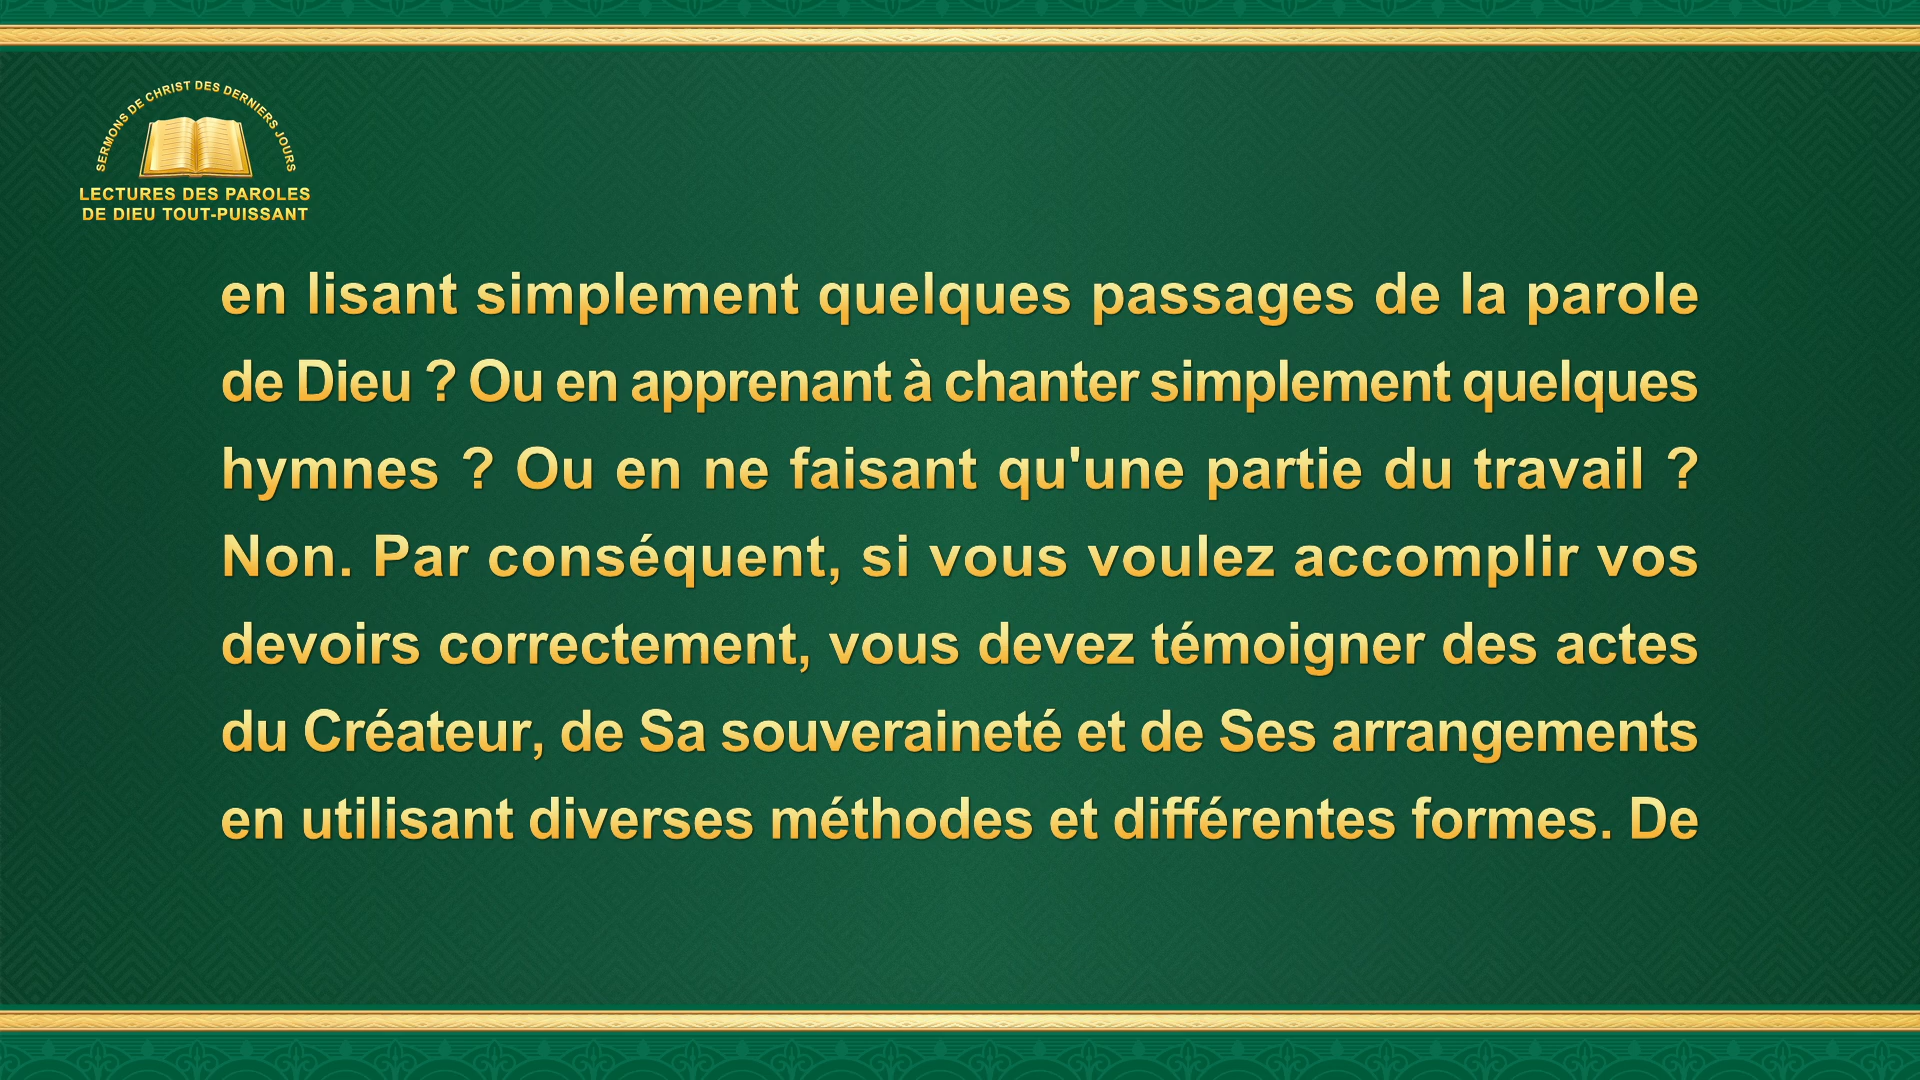 SERMONS DE CHRIST DES DERNIERS JOURS
LECTURES DES PAROLES
DE DIEU TOUT-PUISSANT
en lisant simplement quelques passages de la parole
de Dieu ? Ou en apprenant à chanter simplement quelques
hymnes ? Ou en ne faisant qu'une partie du travail ?
Non. Par conséquent, si vous voulez accomplir vos
devoirs correctement, vous devez témoigner des actes
du Créateur, de Sa souveraineté et de Ses arrangements
en utilisant diverses méthodes et différentes formes. De